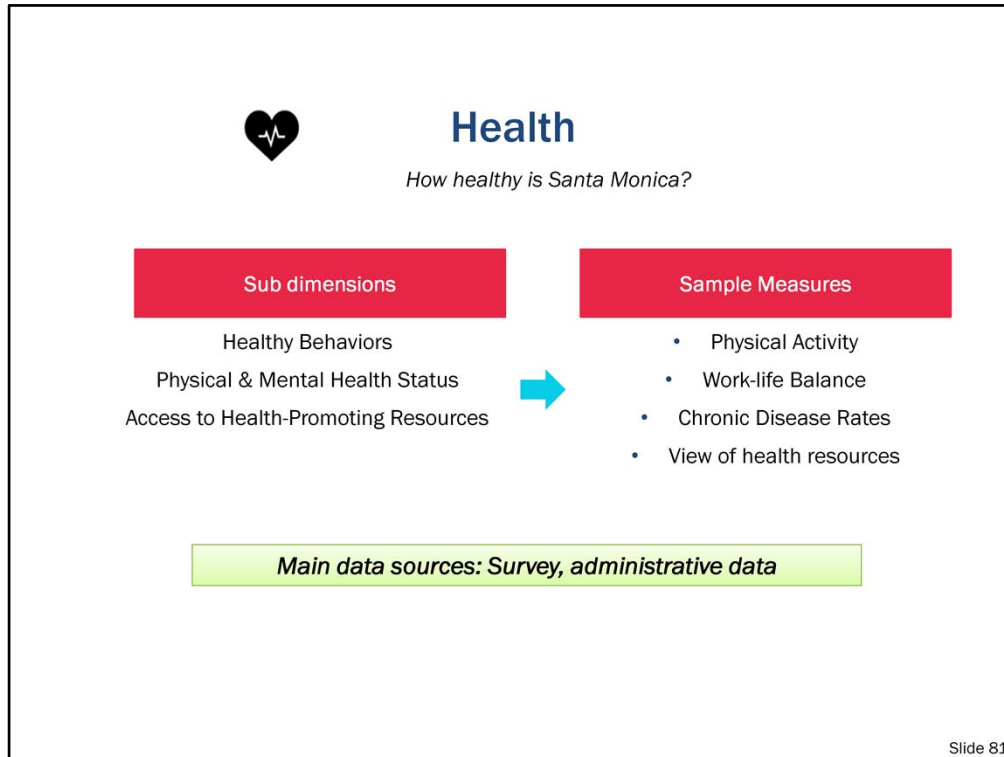 Health
How healthy is Santa Monica?
Sub dimensions
Healthy Behaviors
Physical & Mental Health Status
Access to Health-Promoting Resources
Sample Measures
• Physical Activity
• Work-life Balance
• Chronic Disease Rates
• View of health resources
Main data sources: Survey, administrative data
Slide 81